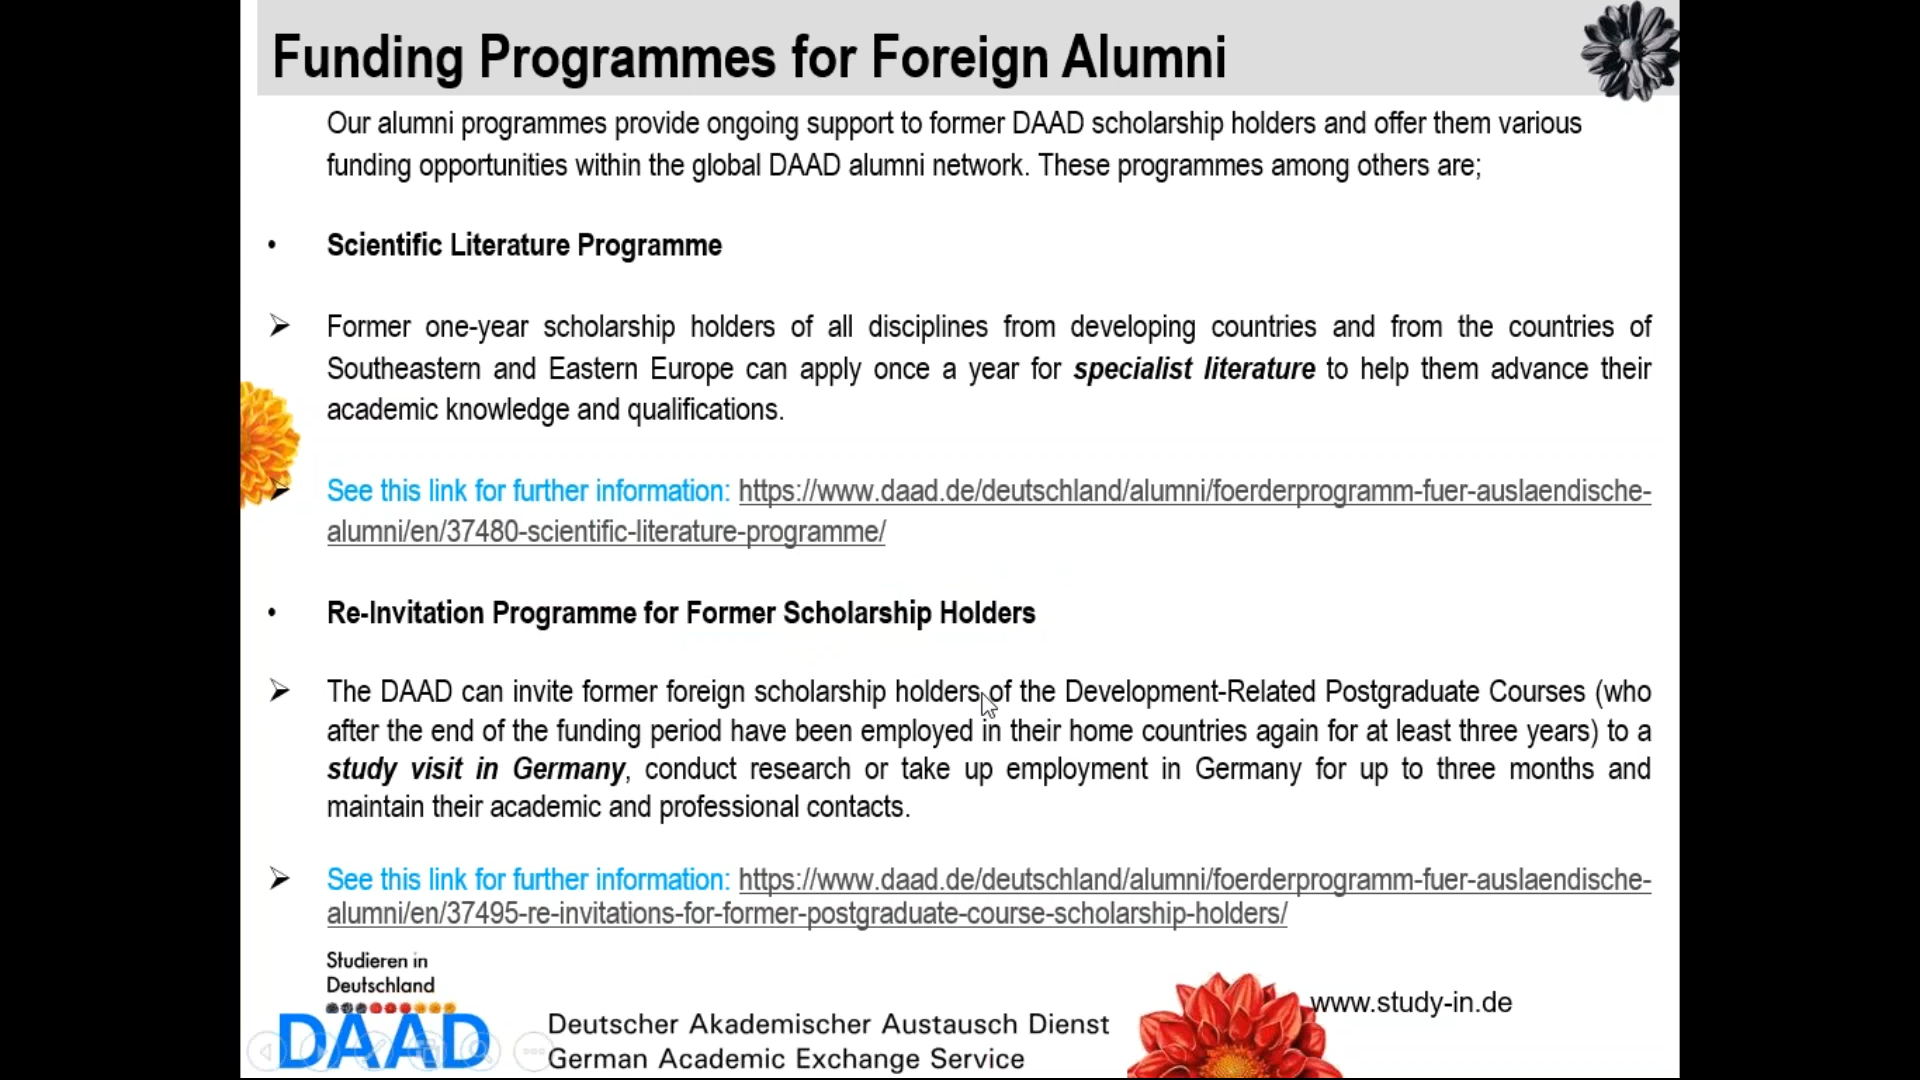 Funding Programmes for Foreign Alumni
Our alumni programmes provide ongoing support to former DAAD scholarship holders and offer them various
funding opportunities within the global DAAD alumni network. These programmes among others are;
• Scientific Literature Programme
➢ Former one-year scholarship holders of all disciplines from developing countries and from the countries of
Southeastern and Eastern Europe can apply once a year for specialist literature to help them advance their
academic knowledge and qualifications.
➢ See this link for further information: https://www.daad.de/deutschland/alumni/foerderprogramm-fuer-auslaendische-
alumni/en/37480-scientific-literature-programme/
• Re-Invitation Programme for Former Scholarship Holders
➢ The DAAD can invite former foreign scholarship holders of the Development-Related Postgraduate Courses (who
after the end of the funding period have been employed in their home countries again for at least three years) to a
study visit in Germany, conduct research or take up employment in Germany for up to three months and
maintain their academic and professional contacts.
➢ See this link for further information: https://www.daad.de/deutschland/alumni/foerderprogramm-fuer-auslaendische-
alumni/en/37495-re-invitations-for-former-postgraduate-course-scholarship-holders/
Studieren in
Deutschland
DAAD
Deutscher Akademischer Austausch Dienst
German Academic Exchange Service
www.study-in.de